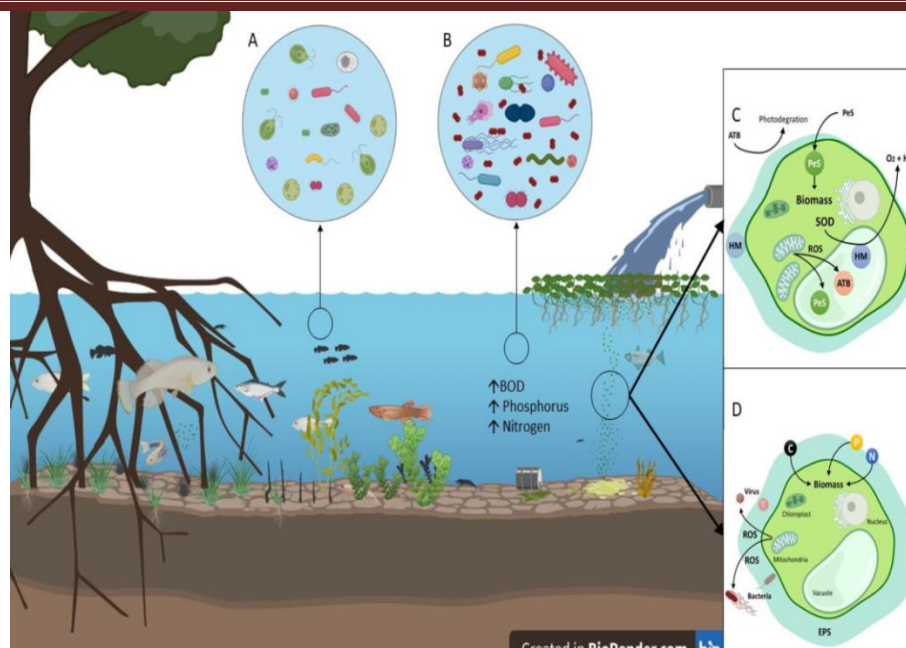 A
B
↑BOD
↑ Phosphorus
↑ Nitrogen
C
Photodegration
PeS
ATB
PeS
O₂ + H
Biomass
SOD
HM
ROS
HM
ATB
PeS
D
C
P
N
Biomass
Virus
Chloroplast
Nucleus
ROS
Mitochondria
ROS
Bacteria
Vacuole
EPS
Created in BioRender.com